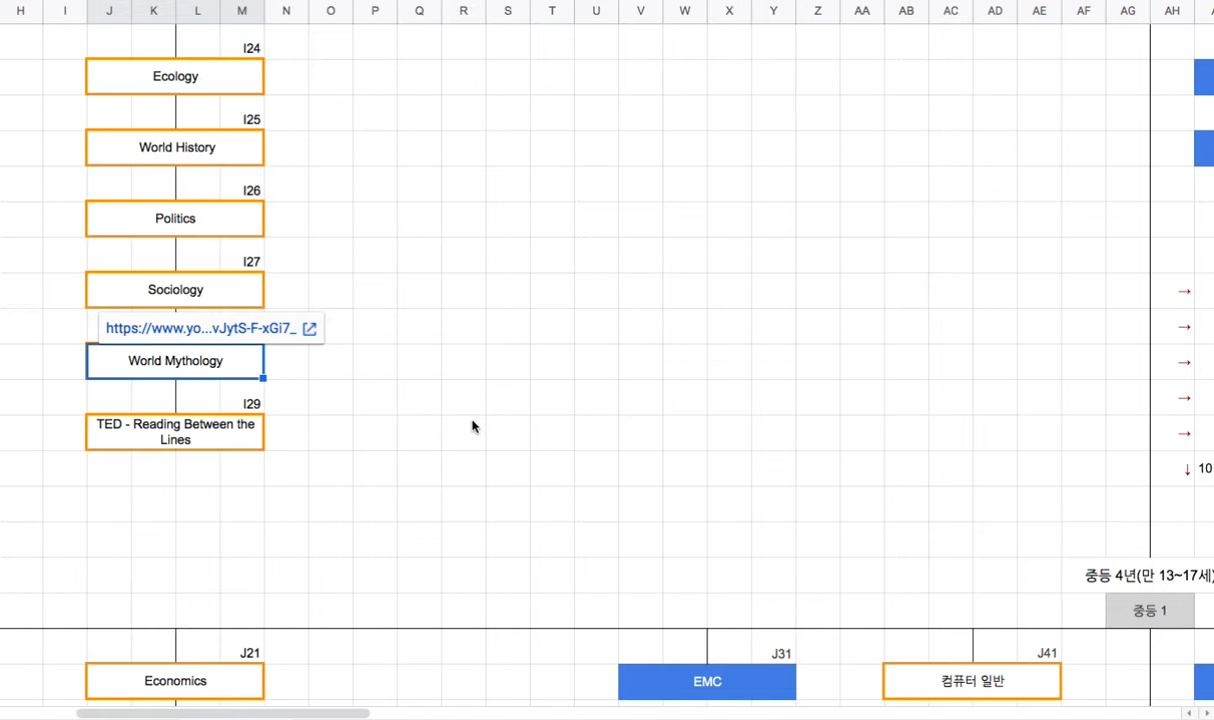 H I J K L M N O P Q R S T U V W X Y Z AA AB AC AD AE AF AG AH
I24
Ecology
I25
World History
I26
Politics
I27
Sociology
→
https://www.yo...vJytS-F-xGi7_
→
World Mythology
→
→
I29
TED - Reading Between the
Lines
→
↓ 10
중등 4년(만 13~17세)
중등 1
J21
J31
J41
Economics
EMC
컴퓨터 일반